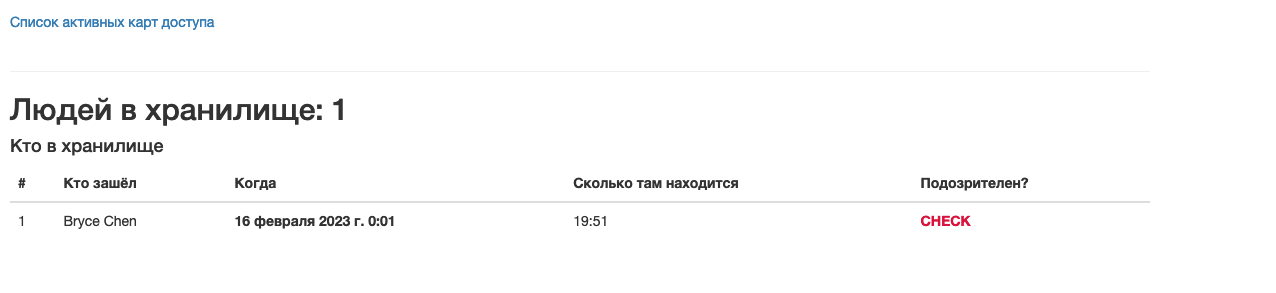 Список активных карт доступа
Людей в хранилище: 1
Кто в хранилище
# Кто зашёл Когда Сколько там находится Подозрителен?
1 Bryce Chen 16 февраля 2023 г. 0:01 19:51 CHECK